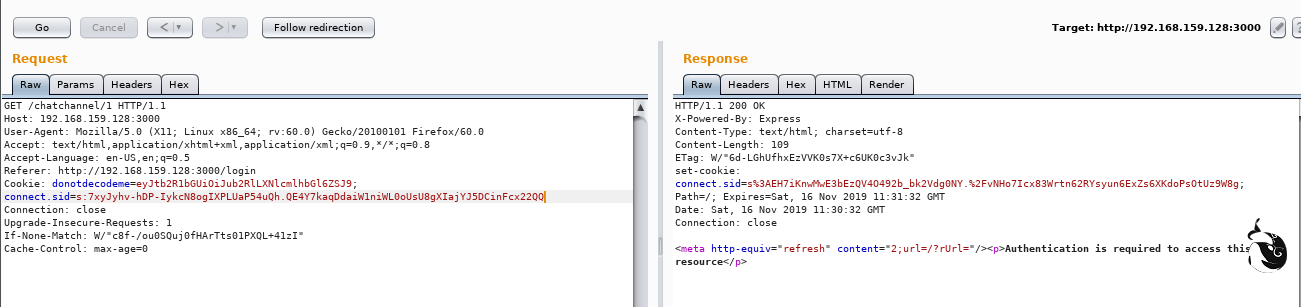 Go
Cancel
<
>
Follow redirection
Target: http://192.168.159.128:3000
Request
Raw
Params
Headers
Hex
GET /chatchannel/1 HTTP/1.1
Host: 192.168.159.128:3000
User-Agent: Mozilla/5.0 (X11; Linux x86_64; rv:60.0) Gecko/20100101 Firefox/60.0
Accept: text/html,application/xhtml+xml,application/xml;q=0.9,*/*;q=0.8
Accept-Language: en-US,en;q=0.5
Referer: http://192.168.159.128:3000/login
Cookie: donotdecodeme=eyJtb2R1bGUiOiJub2RlLXNlcmlhbGl6ZSJ9;
connect.sid=s:7xyJyhv-hDP-IykcN8ogIXPLUaP54uQh.QE4Y7kaqDdaiW1niWL0oUsU8gXIajYJ5DCinFcx22QQ
Connection: close
Upgrade-Insecure-Requests: 1
If-None-Match: W/"c8f-/ou0SQuj0fHArTts01PXQL+41zI"
Cache-Control: max-age=0
Response
Raw
Headers
Hex
HTML
Render
HTTP/1.1 200 OK
X-Powered-By: Express
Content-Type: text/html; charset=utf-8
Content-Length: 109
ETag: W/"6d-LGhUfhxEzVVK0s7X+c6UK0c3vJk"
set-cookie:
connect.sid=s%3AEH7iKnwMwE3bEzQV4O492b_bk2Vdg0NY.%2FvNHo7Icx83Wrtn62RYsyun6ExZs6XKdoPsOtUz9W8g;
Path=/; Expires=Sat, 16 Nov 2019 11:31:32 GMT
Date: Sat, 16 Nov 2019 11:30:32 GMT
Connection: close
<meta http-equiv="refresh" content="2;url=/?rUrl="/><p>Authentication is required to access this
resource</p>